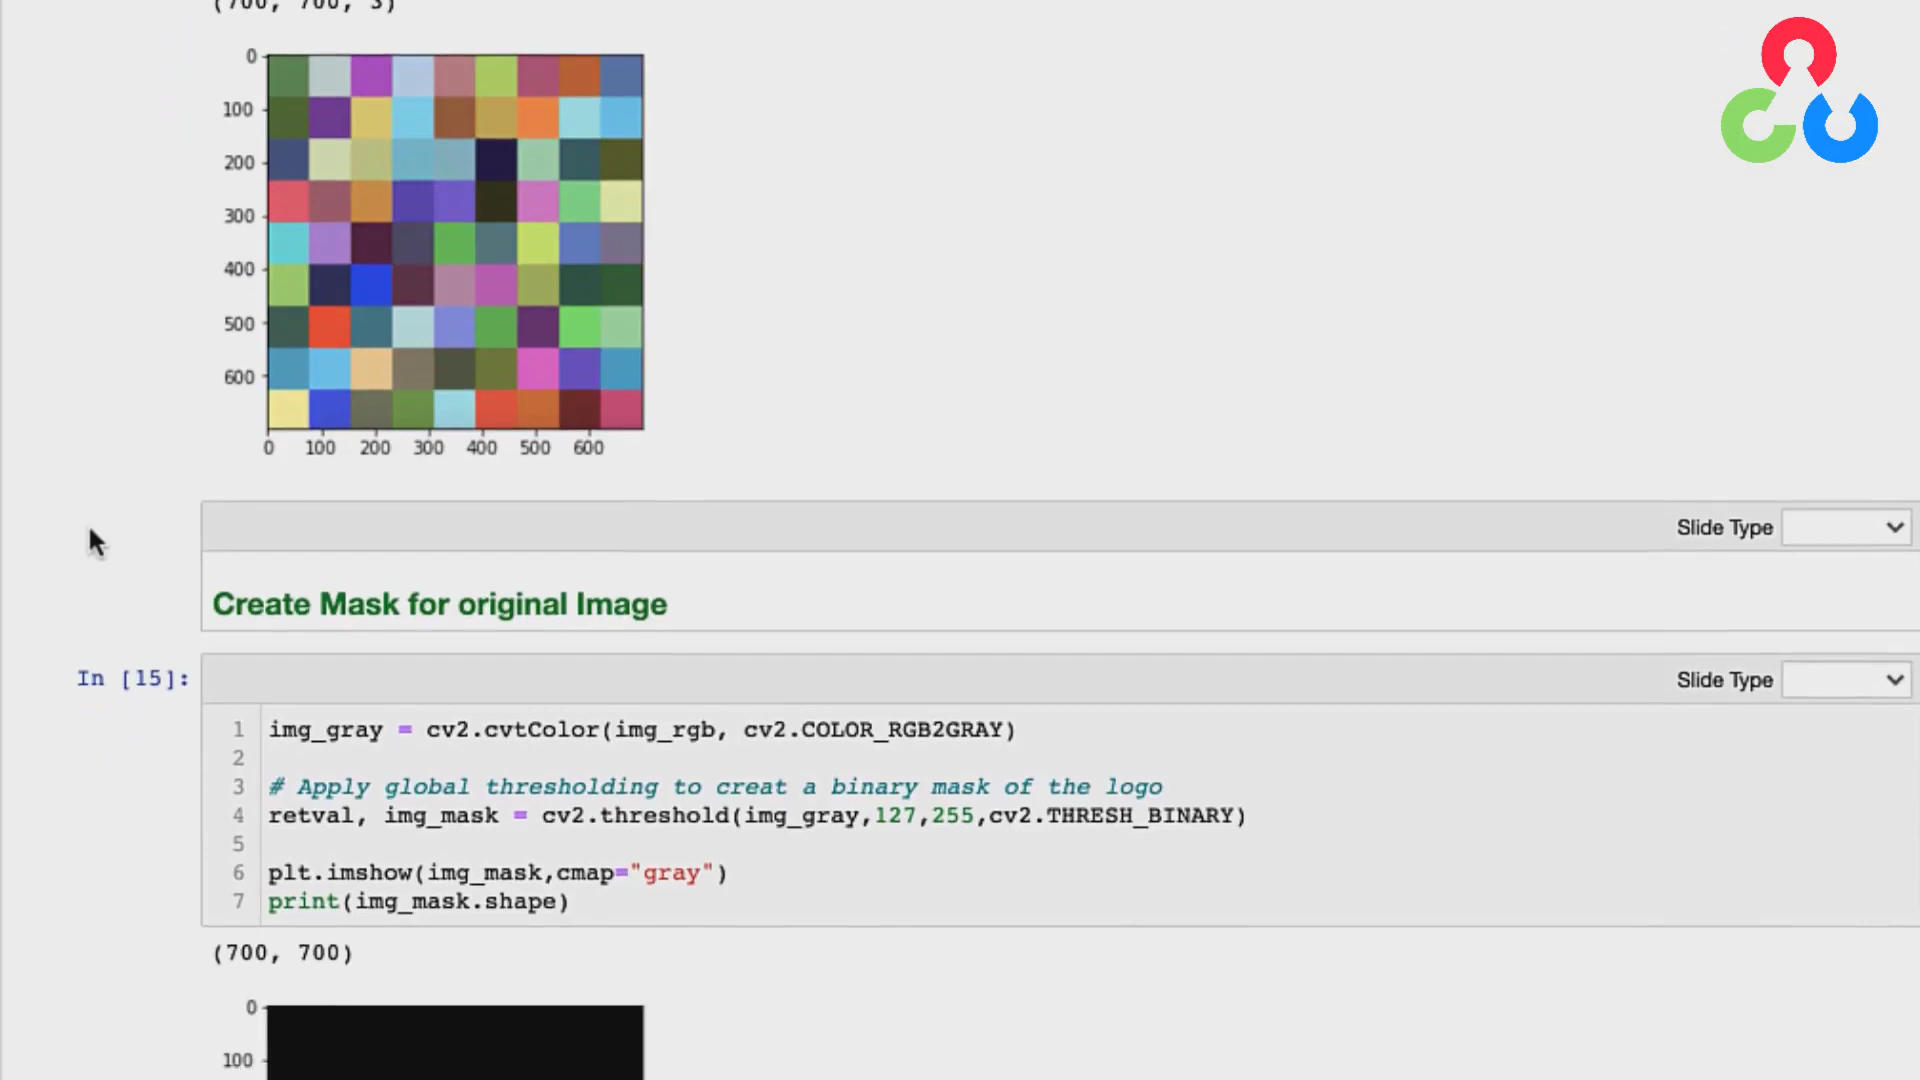 (700, 700, 3)
0
100
200
300
400
500
600
0 100 200 300 400 500 600
Slide Type
Create Mask for original Image
In [15]:
Slide Type
1 img_gray = cv2.cvtColor(img_rgb, cv2.COLOR_RGB2GRAY)
2
3 # Apply global thresholding to creat a binary mask of the logo
4 retval, img_mask = cv2.threshold(img_gray,127,255,cv2.THRESH_BINARY)
5
6 plt.imshow(img_mask,cmap="gray")
7 print(img_mask.shape)
(700, 700)
0
100